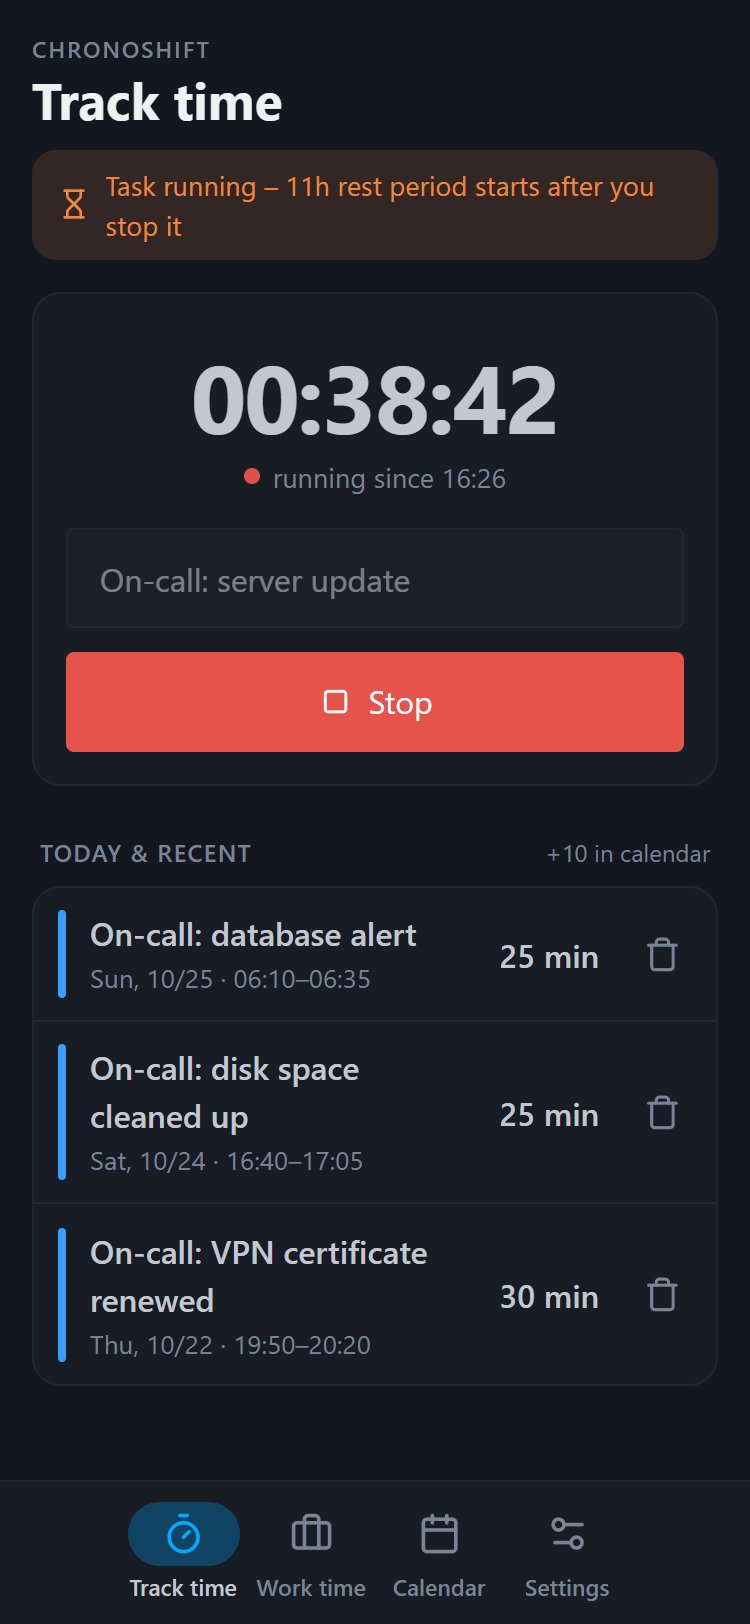 CHRONOSHIFT
Track time
Task running – 11h rest period starts after you
stop it
00:38:42
running since 16:26
On-call: server update
Stop
TODAY & RECENT
+10 in calendar
On-call: database alert
25 min
Sun, 10/25 · 06:10–06:35
On-call: disk space
cleaned up
25 min
Sat, 10/24 · 16:40–17:05
On-call: VPN certificate
renewed
30 min
Thu, 10/22 · 19:50–20:20
Track time
Work time
Calendar
Settings